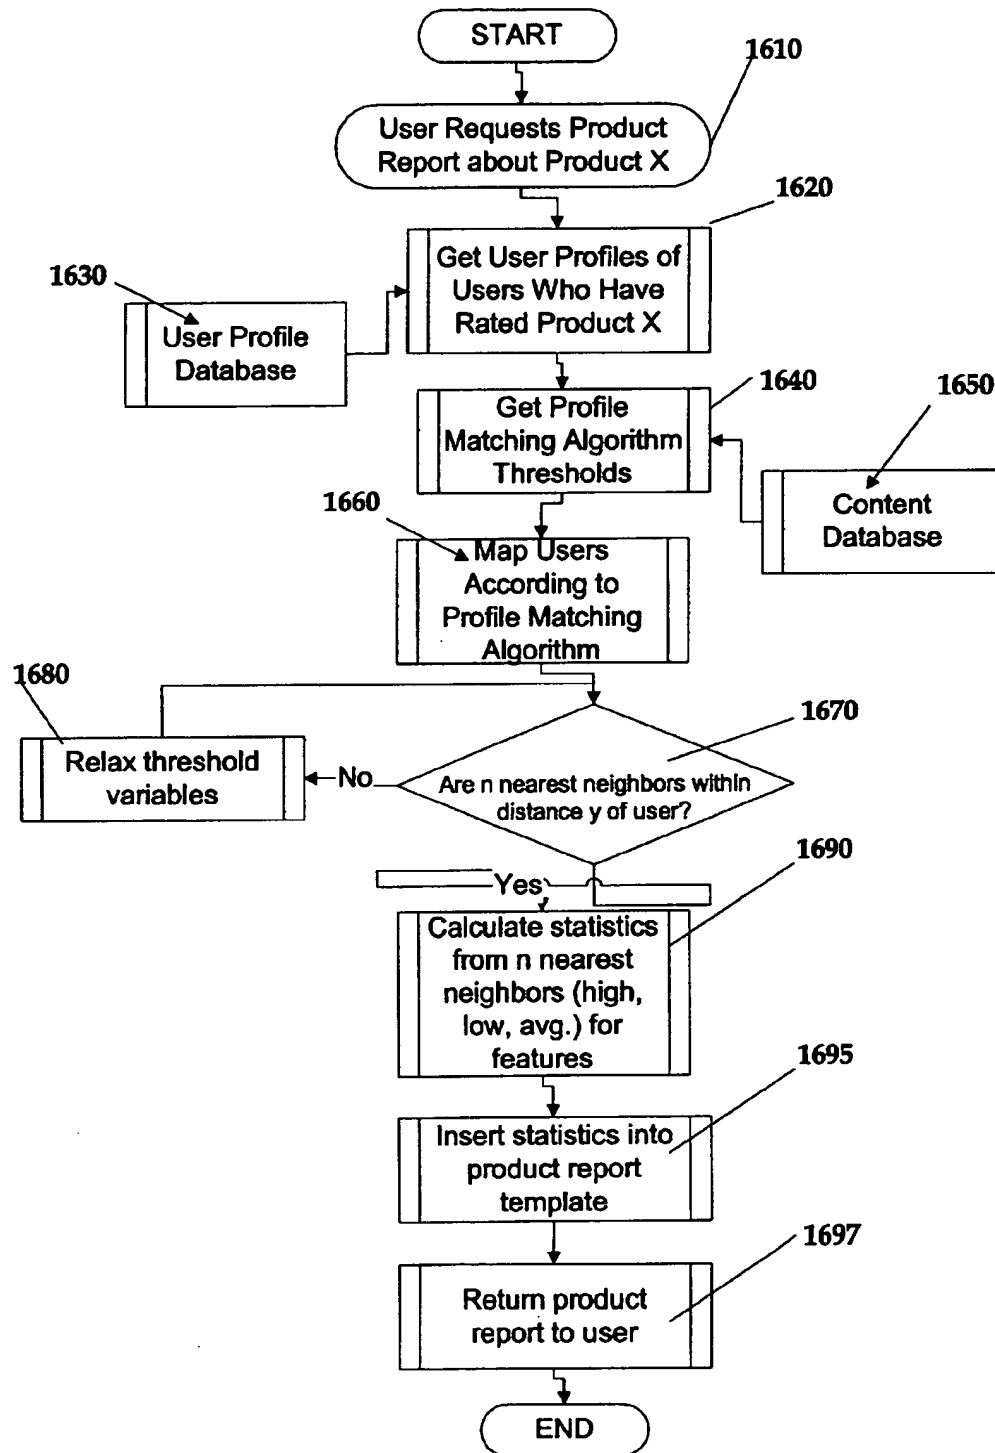 START
1610
User Requests Product
Report about Product X
1620
Get User Profiles of
Users Who Have
Rated Product X
1630
User Profile
Database
1640
Get Profile
Matching Algorithm
Thresholds
1650
Content
Database
1660
Map Users
According to
Profile Matching
Algorithm
1680
Relax threshold
variables
No
1670
Are n nearest neighbors within
distance y of user?
Yes
1690
Calculate statistics
from n nearest
neighbors (high,
low, avg.) for
features
1695
Insert statistics into
product report
template
1697
Return product
report to user
END